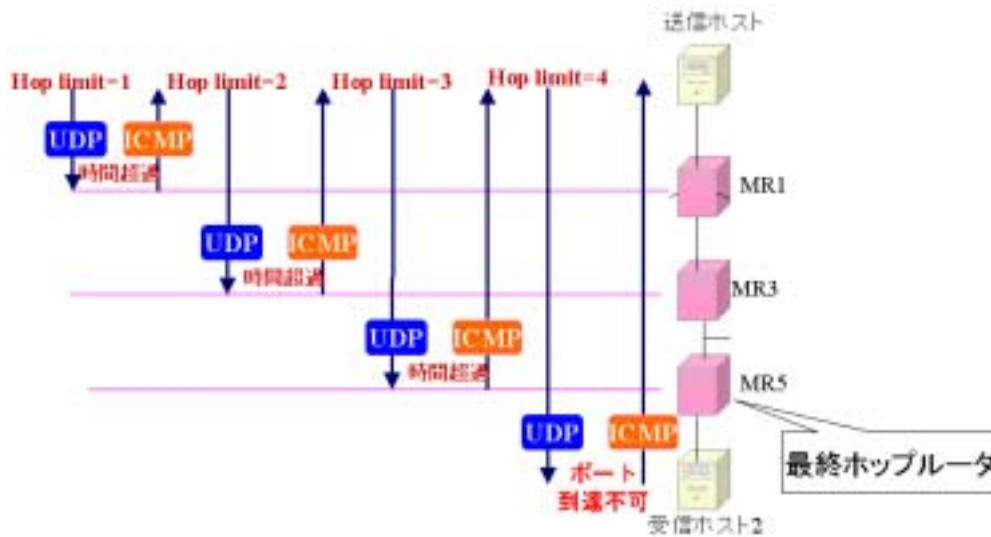 送信ホスト
Hop limit=1
Hop limit=2
Hop limit=3
Hop limit=4
UDP
ICMP
時間超過
MR1
UDP
ICMP
時間超過
MR3
UDP
ICMP
時間超過
MR5
UDP
ICMP
ポート
到達不可
最終ホップルータ
受信ホスト2